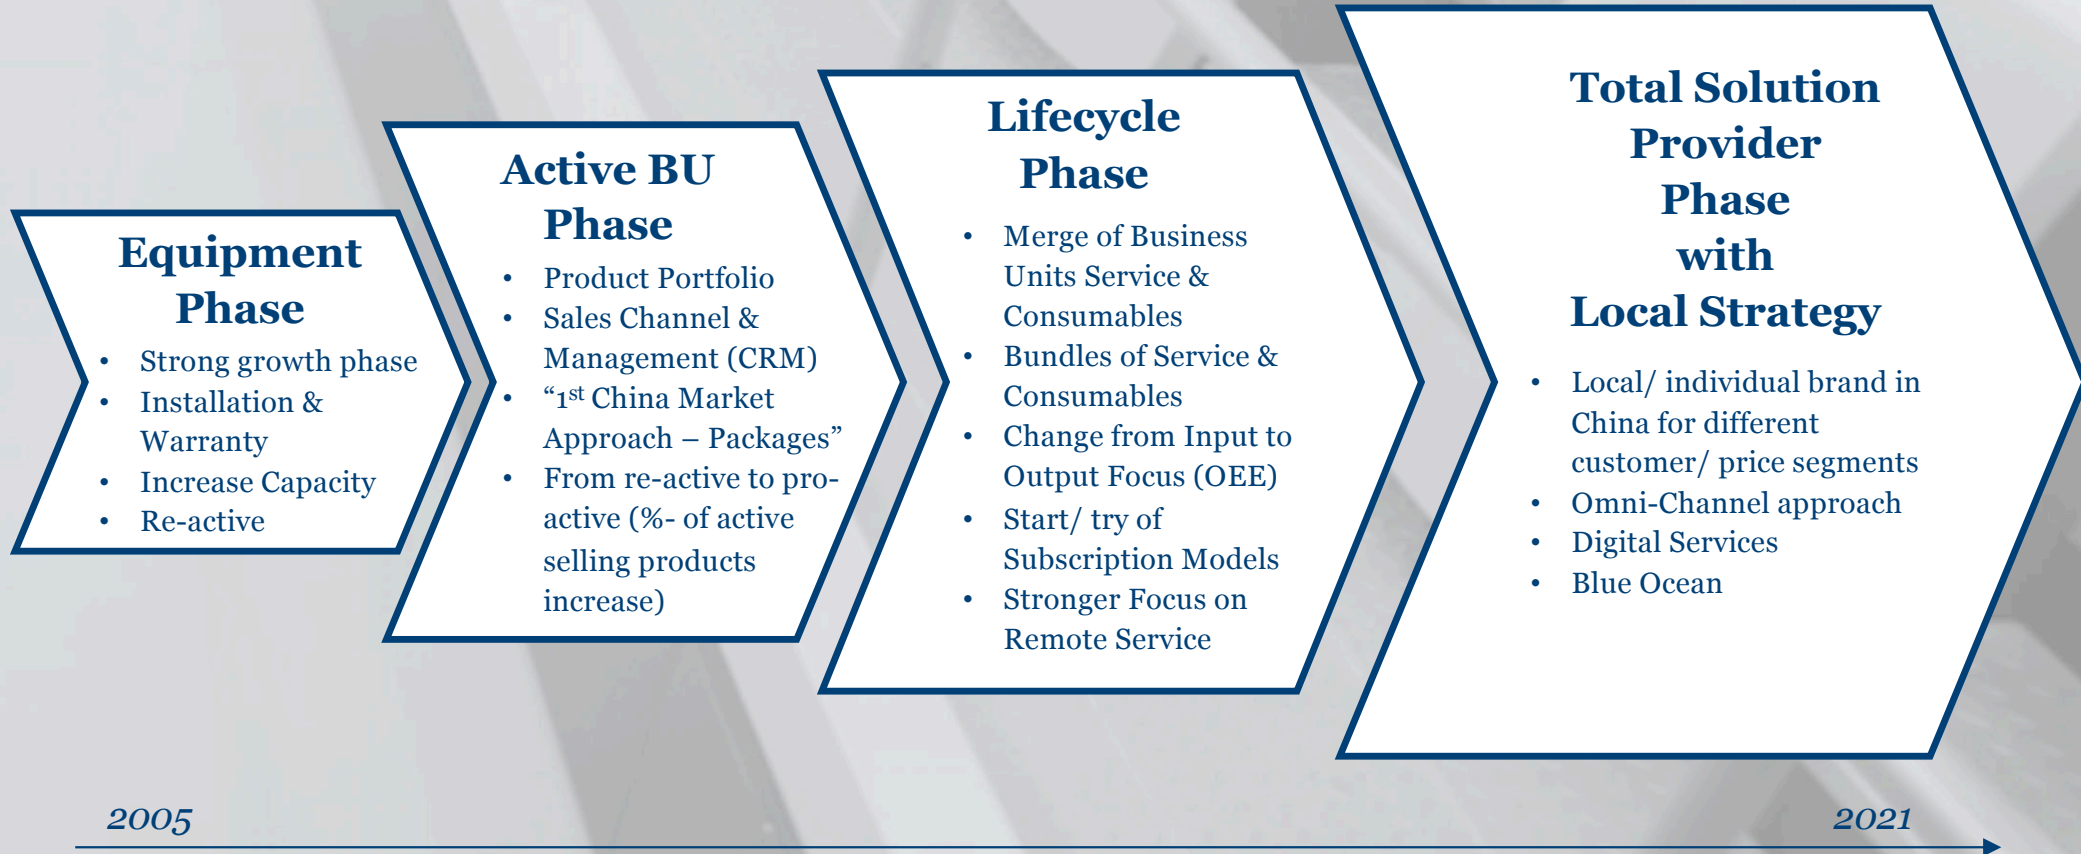 Equipment
Phase
• Strong growth phase
• Installation &
Warranty
• Increase Capacity
• Re-active
Active BU
Phase
• Product Portfolio
• Sales Channel &
Management (CRM)
• “1st China Market
Approach – Packages”
• From re-active to pro-
active (%- of active
selling products
increase)
Lifecycle
Phase
• Merge of Business
Units Service &
Consumables
• Bundles of Service &
Consumables
• Change from Input to
Output Focus (OEE)
• Start/ try of
Subscription Models
• Stronger Focus on
Remote Service
Total Solution
Provider
Phase
with
Local Strategy
• Local/ individual brand in
China for different
customer/ price segments
• Omni-Channel approach
• Digital Services
• Blue Ocean
2005
2021